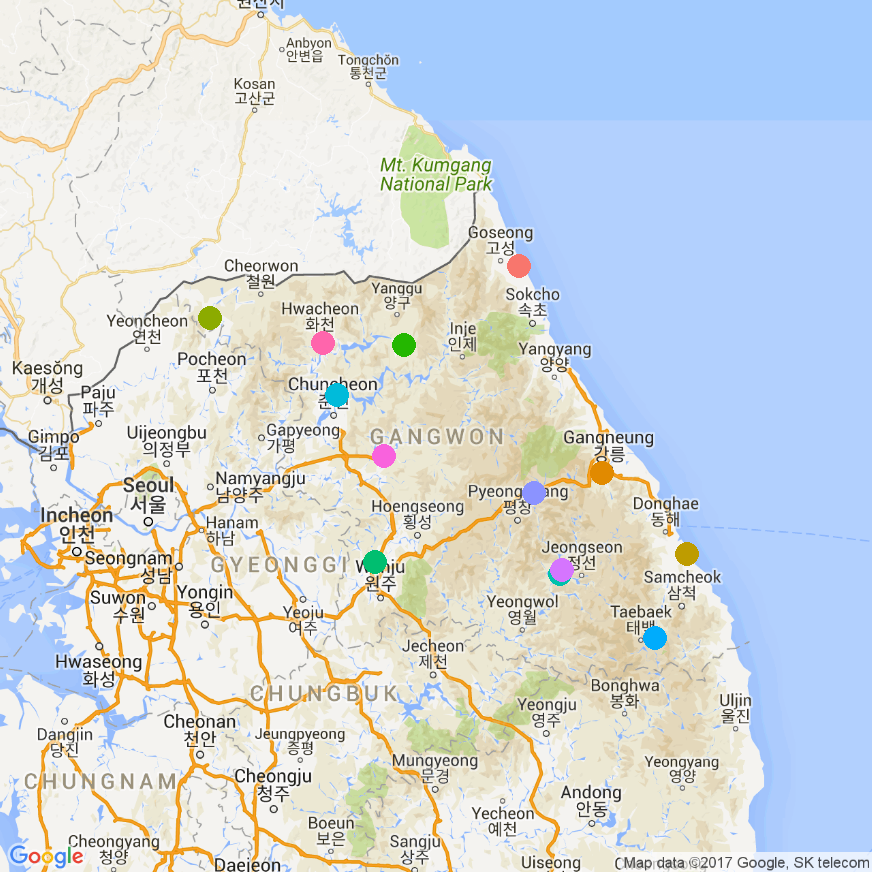 원산시
Anbyon
안변읍
Tongchŏn
통천군
Kosan
고산군
Mt. Kumgang
National Park
Goseong
고성
Cheorwon
철원
Yanggu
양구
Sokcho
속초
Hwacheon
화천
Yeoncheon
연천
Inje
인제
Yangyang
양양
Pocheon
포천
Kaesŏng
개성
Paju
파주
Chuncheon
Gapyeong
가평
GANGWON
Gangneung
강릉
Gimpo
김포
Uijeongbu
의정부
Namyangju
남양주
Seoul
서울
Pyeongchang
평창
Hoengseong
횡성
Donghae
동해
Incheon
인천
Hanam
하남
Seongnam
성남
GYEONGGI
Wonju
원주
Jeongseon
정선
Samcheok
삼척
Suwon
수원
Yongin
용인
Yeoju
여주
Yeongwol
영월
Taebaek
태백
Hwaseong
화성
Jecheon
제천
CHUNGBUK
Bonghwa
봉화
Uljin
울진
Yeongju
영주
Cheonan
천안
Dangjin
당진
Jeungpyeong
증평
Mungyeong
문경
Yeongyang
영양
CHUNGNAM
Cheongju
청주
Andong
안동
Yecheon
예천
Boeun
보은
Cheongyang
청양
Sangju
상주
Daejeon
Uiseong
Google
Map data ©2017 Google, SK telecom